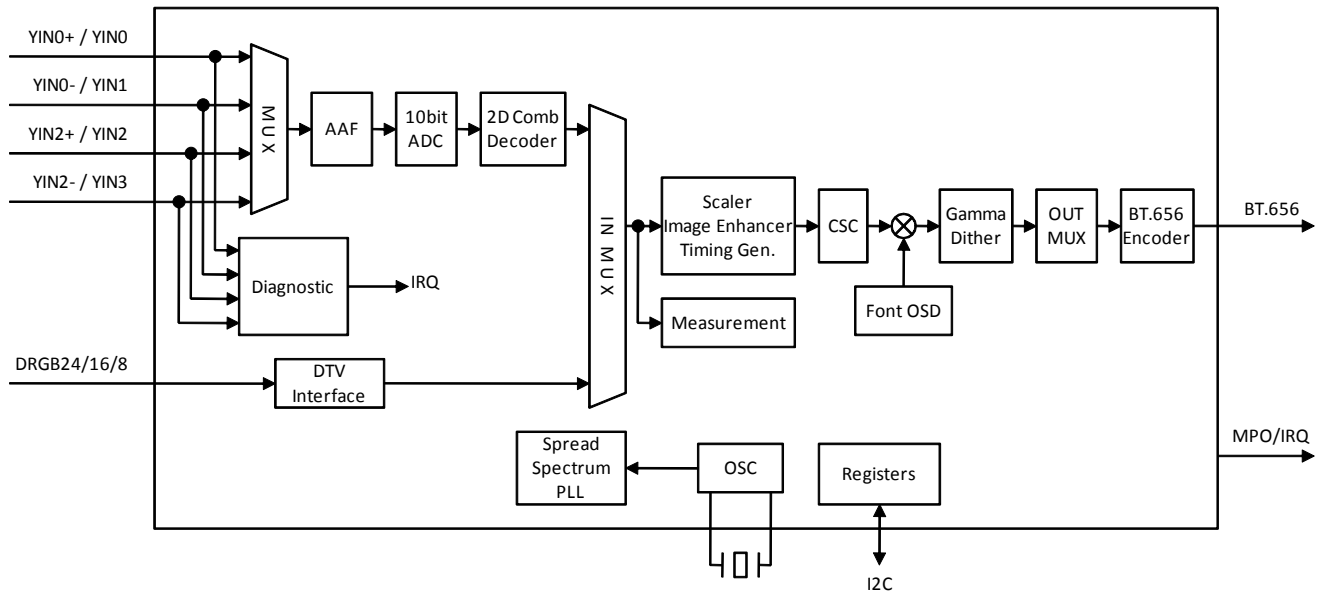 YIN0+ / YIN0
YIN0- / YIN1
YIN2+ / YIN2
YIN2- / YIN3
MUX
AAF
10bit
ADC
2D Comb
Decoder
Diagnostic
IRQ
DRGB24/16/8
DTV
Interface
IN MUX
Scaler
Image Enhancer
Timing Gen.
Measurement
CSC
Font OSD
Gamma
Dither
OUT
MUX
BT.656
Encoder
BT.656
MPO/IRQ
Spread
Spectrum
PLL
OSC
Registers
I2C